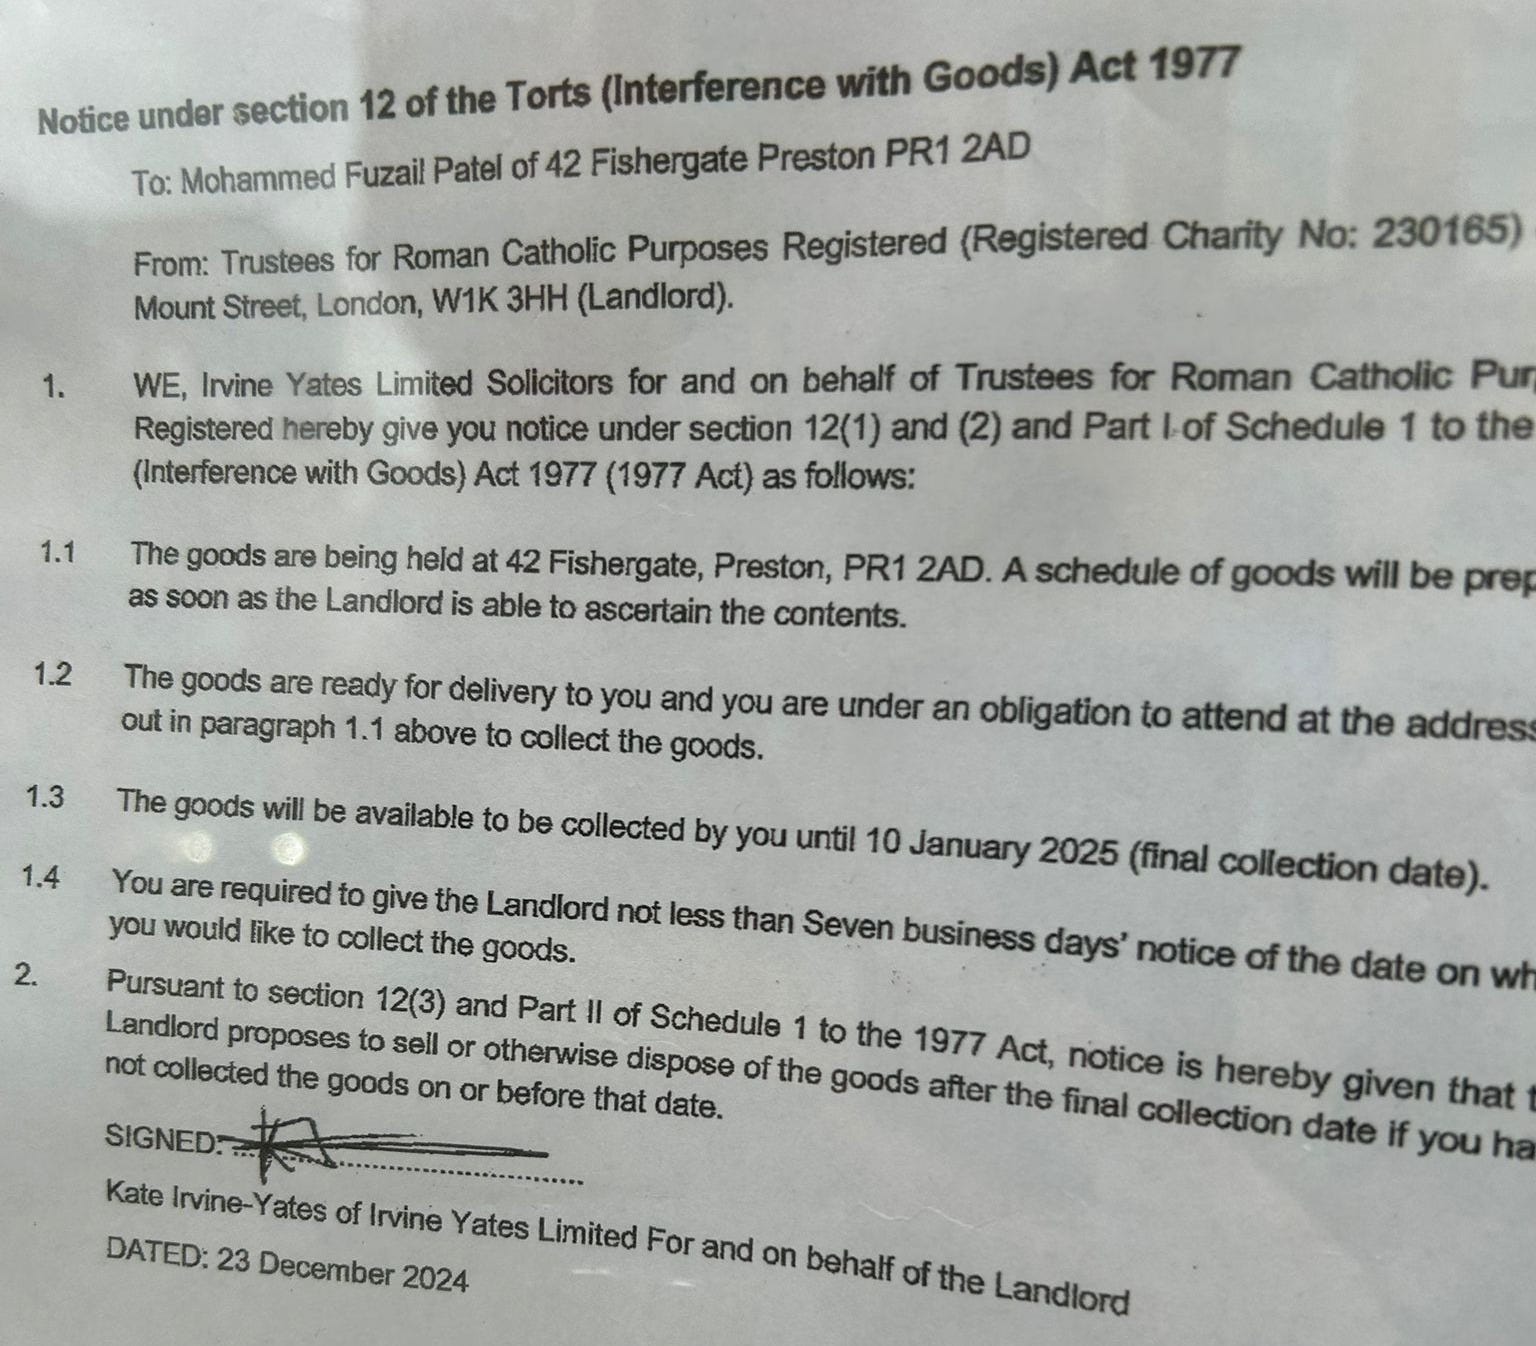 Notice under section 12 of the Torts (Interference with Goods) Act 1977
To: Mohammed Fuzail Patel of 42 Fishergate Preston PR1 2AD
From: Trustees for Roman Catholic Purposes Registered (Registered Charity No: 230165)
Mount Street, London, W1K 3HH (Landlord).
1. WE, Irvine Yates Limited Solicitors for and on behalf of Trustees for Roman Catholic Pur
Registered hereby give you notice under section 12(1) and (2) and Part I of Schedule 1 to the
(Interference with Goods) Act 1977 (1977 Act) as follows:
1.1 The goods are being held at 42 Fishergate, Preston, PR1 2AD. A schedule of goods will be prep
as soon as the Landlord is able to ascertain the contents.
1.2 The goods are ready for delivery to you and you are under an obligation to attend at the address
out in paragraph 1.1 above to collect the goods.
1.3 The goods will be available to be collected by you until 10 January 2025 (final collection date).
1.4 You are required to give the Landlord not less than Seven business days' notice of the date on wh
you would like to collect the goods.
2. Pursuant to section 12(3) and Part II of Schedule 1 to the 1977 Act, notice is hereby given that t
Landlord proposes to sell or otherwise dispose of the goods after the final collection date if you ha
not collected the goods on or before that date.
SIGNED:
Kate Irvine-Yates of Irvine Yates Limited For and on behalf of the Landlord
DATED: 23 December 2024